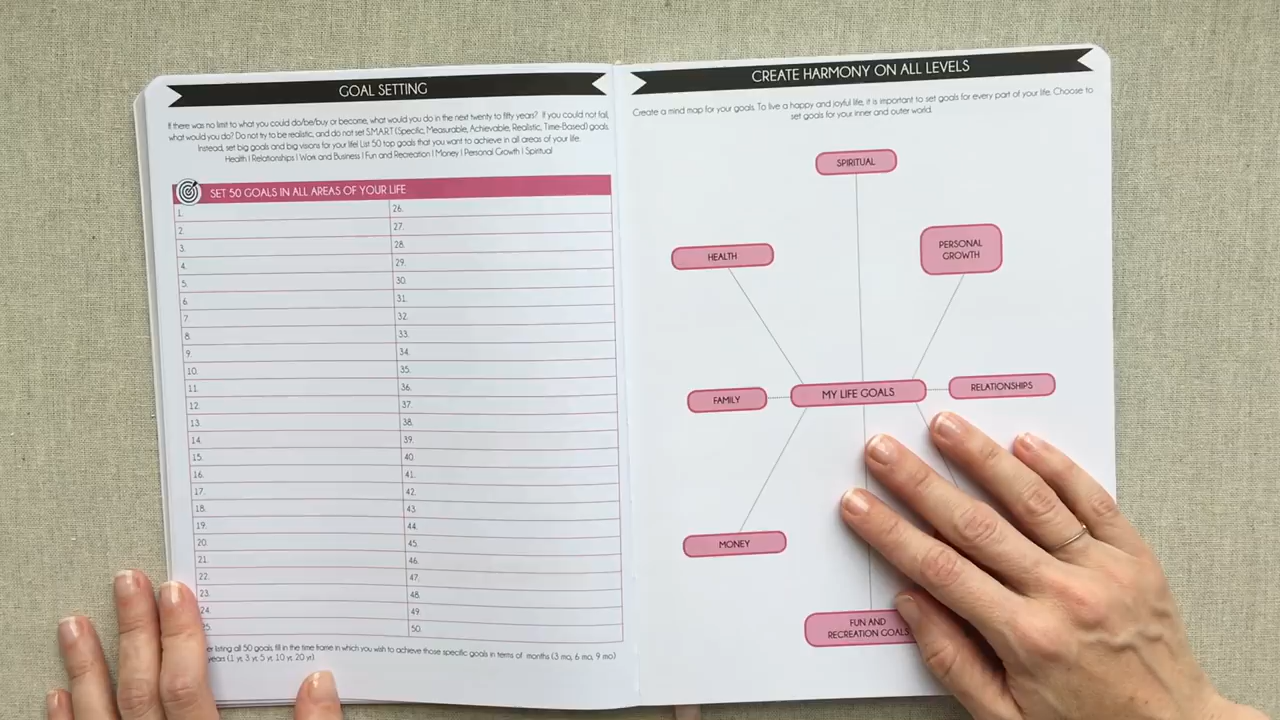 GOAL SETTING
If there was no limit to what you could do/be/buy or become, what would you do in the next twenty to fifty years? If you could not fail,
what would you do? Do not try to be realistic, and do not set S.M.A.R.T (Specific, Measurable, Achievable, Realistic, Time-Based) goals.
Instead, set big goals and big visions for your life! List 50 top goals that you want to achieve in all areas of your life.
Health | Relationships | Work and Business | Fun and Recreation | Money | Personal Growth | Spiritual
SET 50 GOALS IN ALL AREAS OF YOUR LIFE
1. 26.
2. 27.
3. 28.
4. 29.
5. 30.
6. 31.
7. 32.
8. 33.
9. 34.
10. 35.
11. 36.
12. 37.
13. 38.
14. 39.
15. 40.
16. 41.
17. 42.
18. 43.
19. 44.
20. 45.
21. 46.
22. 47.
23. 48.
24. 49.
50.
listing all 50 goals, fill in the time frame in which you wish to achieve those specific goals in terms of months (3 mo, 6 mo, 9 mo)
years (1 yr, 3 yr, 5 yr, 10 yr, 20 yr)
CREATE HARMONY ON ALL LEVELS
Create a mind map for your goals. To live a happy and joyful life, it is important to set goals for every part of your life. Choose to
set goals for your inner and outer world.
SPIRITUAL
PERSONAL
GROWTH
HEALTH
FAMILY
MY LIFE GOALS
RELATIONSHIPS
MONEY
FUN AND
RECREATION GOALS